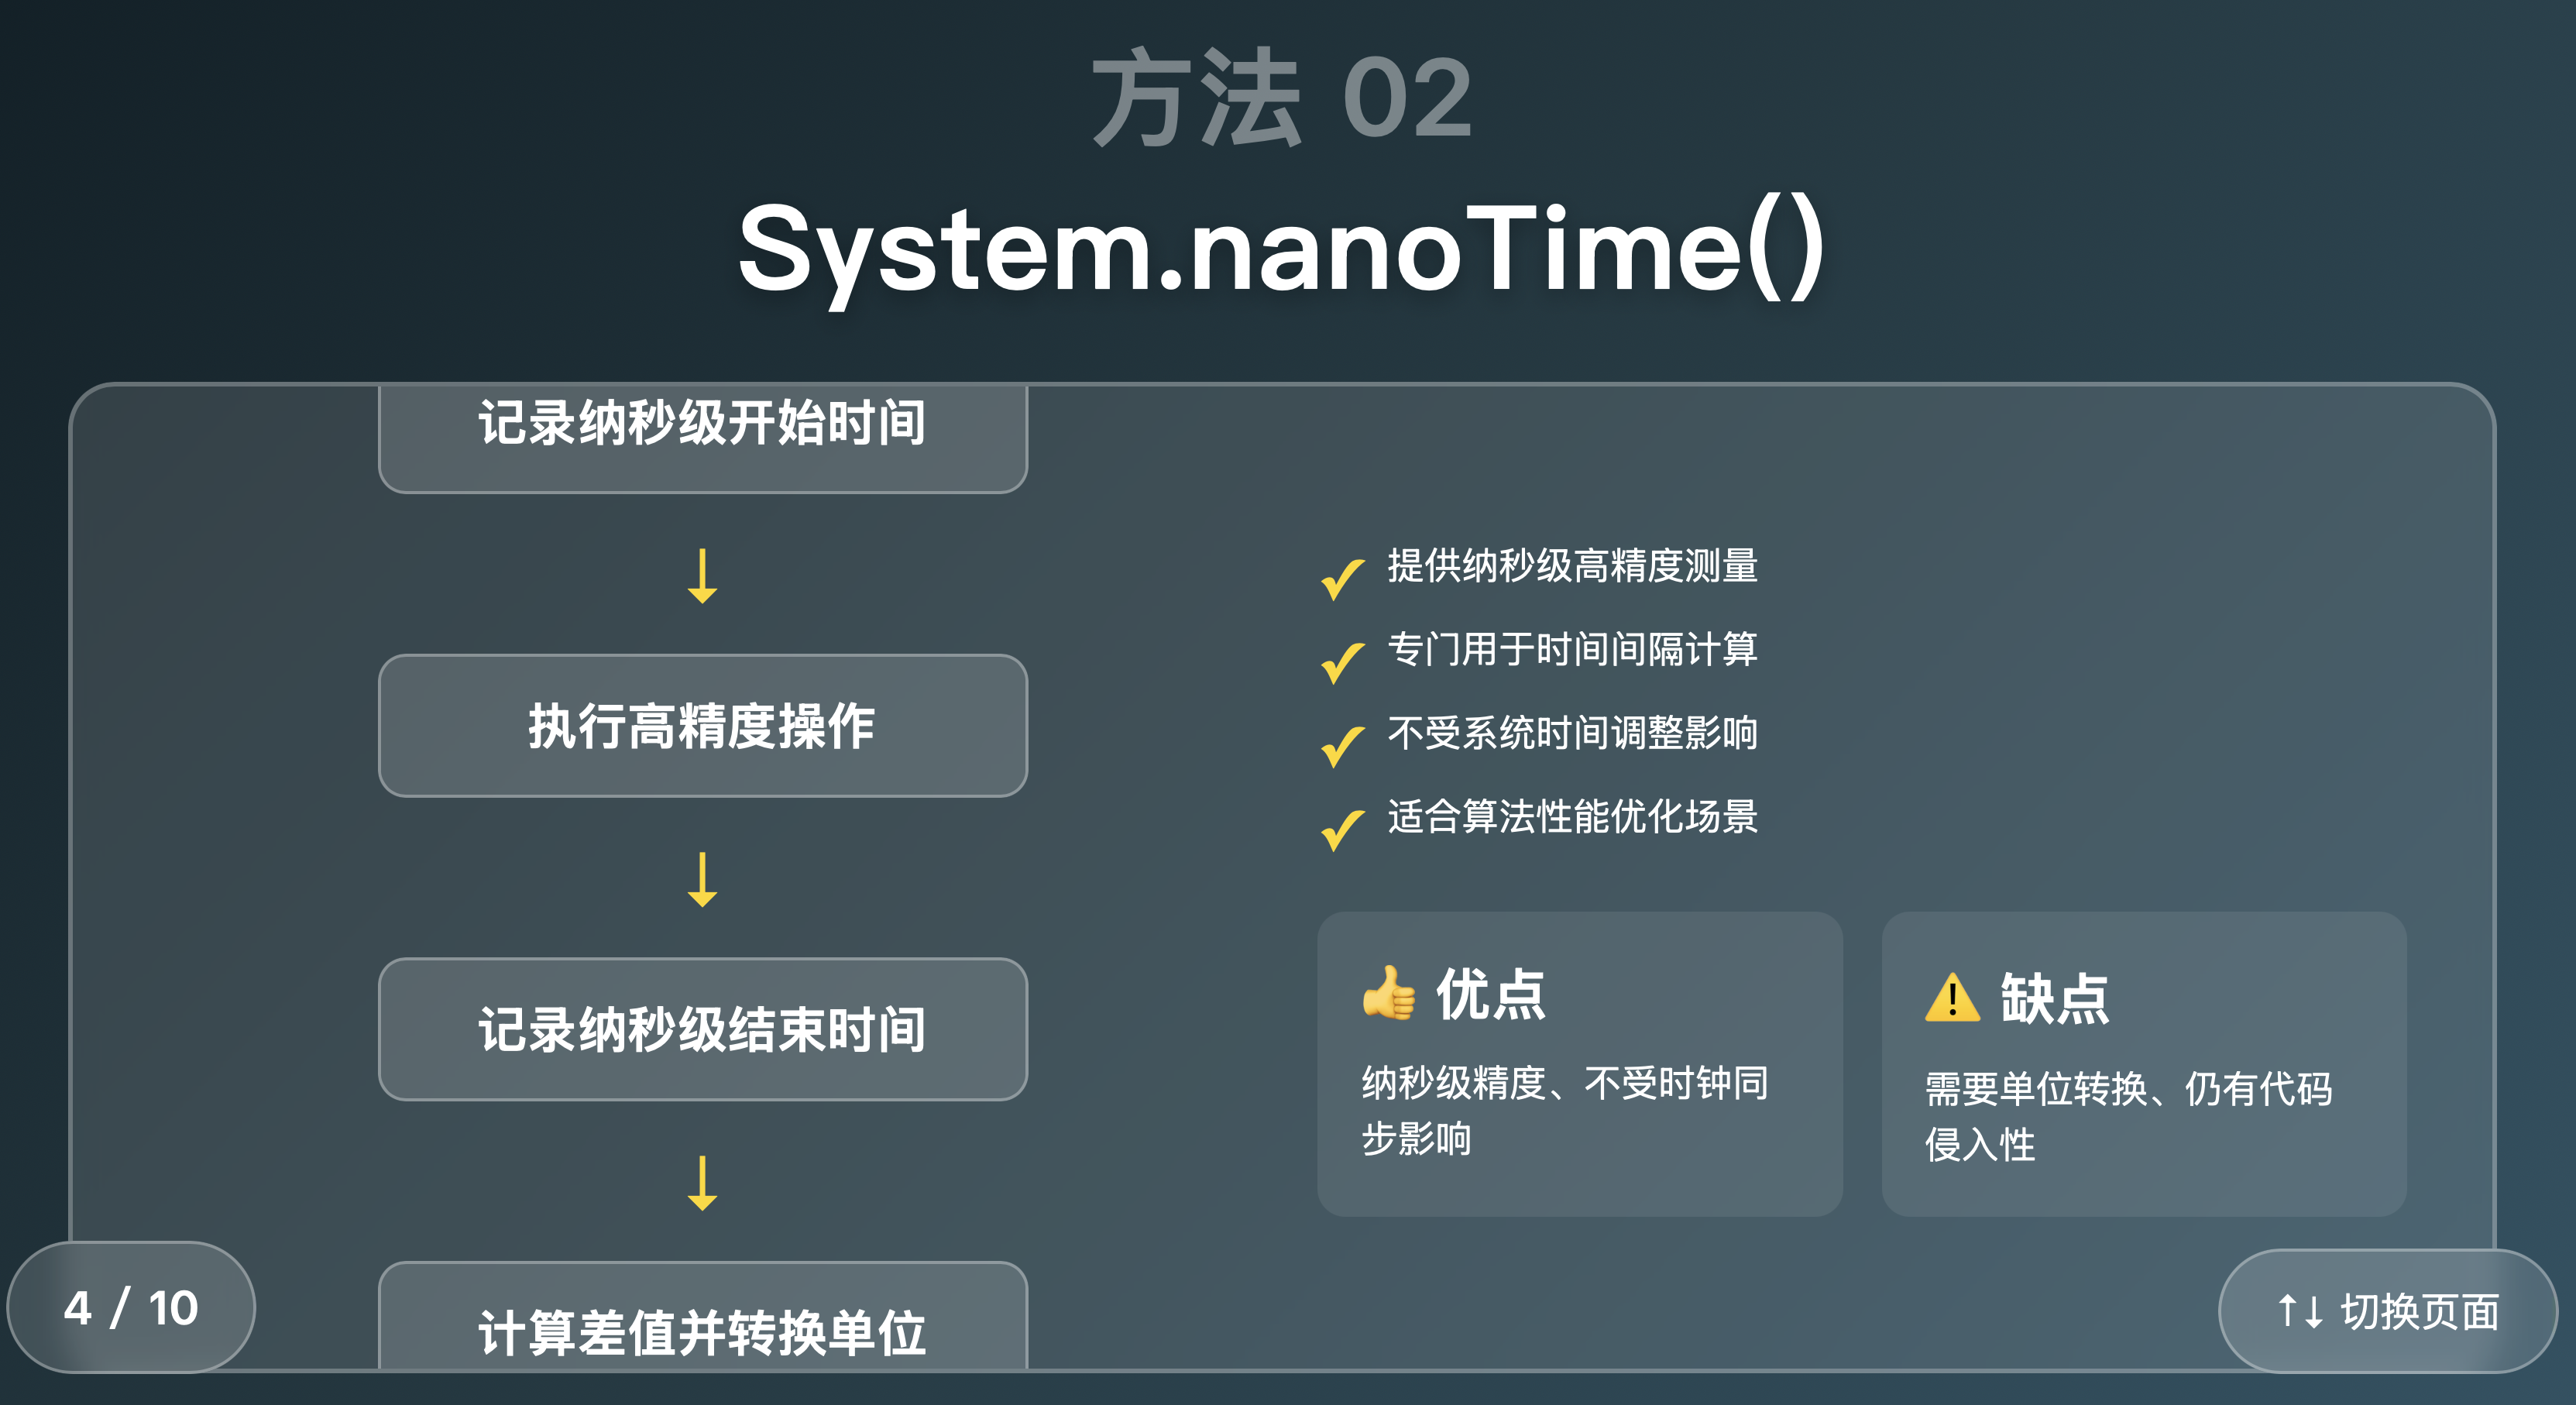 方法 02
System.nanoTime()
记录纳秒级开始时间
↓
执行高精度操作
↓
记录纳秒级结束时间
↓
计算差值并转换单位
✓ 提供纳秒级高精度测量
✓ 专门用于时间间隔计算
✓ 不受系统时间调整影响
✓ 适合算法性能优化场景
👍 优点
纳秒级精度、不受时钟同
步影响
⚠️ 缺点
需要单位转换、仍有代码
侵入性
4 / 10
↑↓ 切换页面